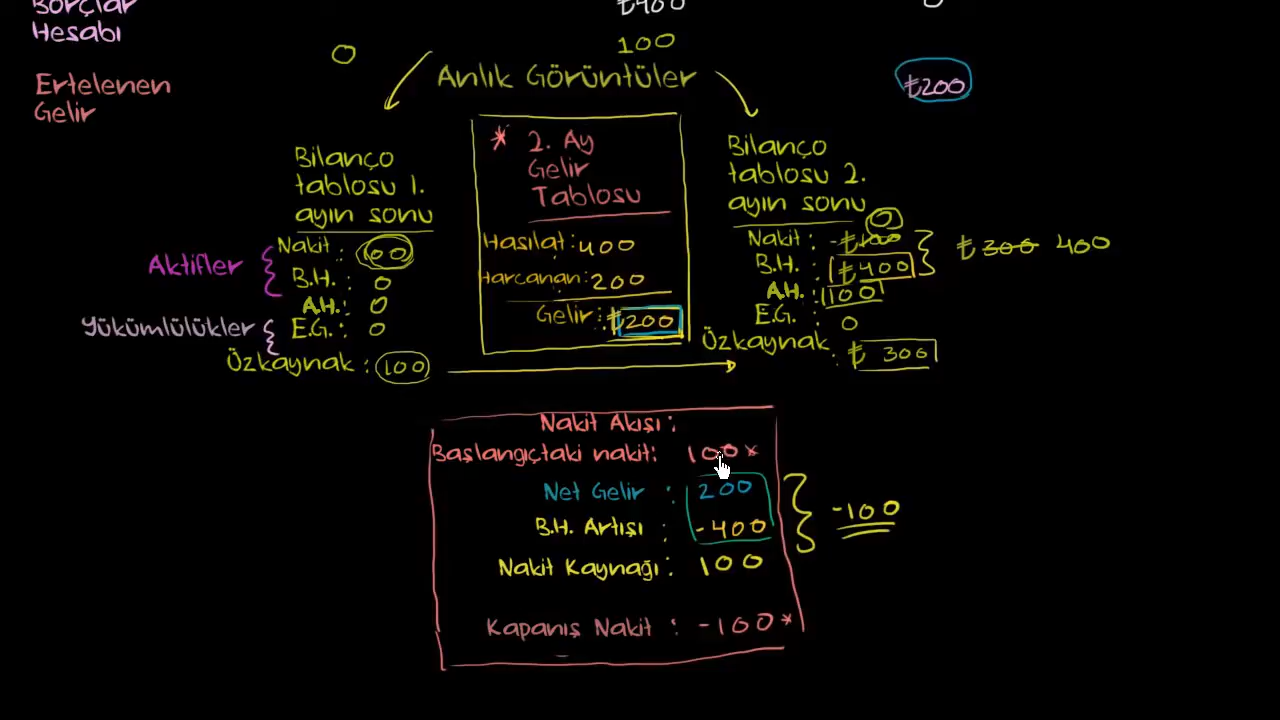 Borçlar
Hesabı
₺400
100
0
Ertelenen
Gelir
Anlık Görüntüler
₺200
Bilanço
tablosu 1.
ayın sonu
Nakit : 100
B.H. : 0
A.H. : 0
E.G. : 0
Özkaynak : 100
Aktifler
Yükümlülükler
* 2. Ay
Gelir
Tablosu
Hasılat: 400
Harcanan: 200
Gelir : ₺200
Bilanço
tablosu 2.
ayın sonu
0
Nakit : -₺100
₺ 300 400
B.H. : ₺400
A.H. : 100
E.G. : 0
Özkaynak : ₺ 300
Nakit Akışı :
Başlangıçtaki nakit: 100*
Net Gelir : 200
B.H. Artışı : -400
-100
Nakit Kaynağı : 100
Kapanış Nakit : -100*